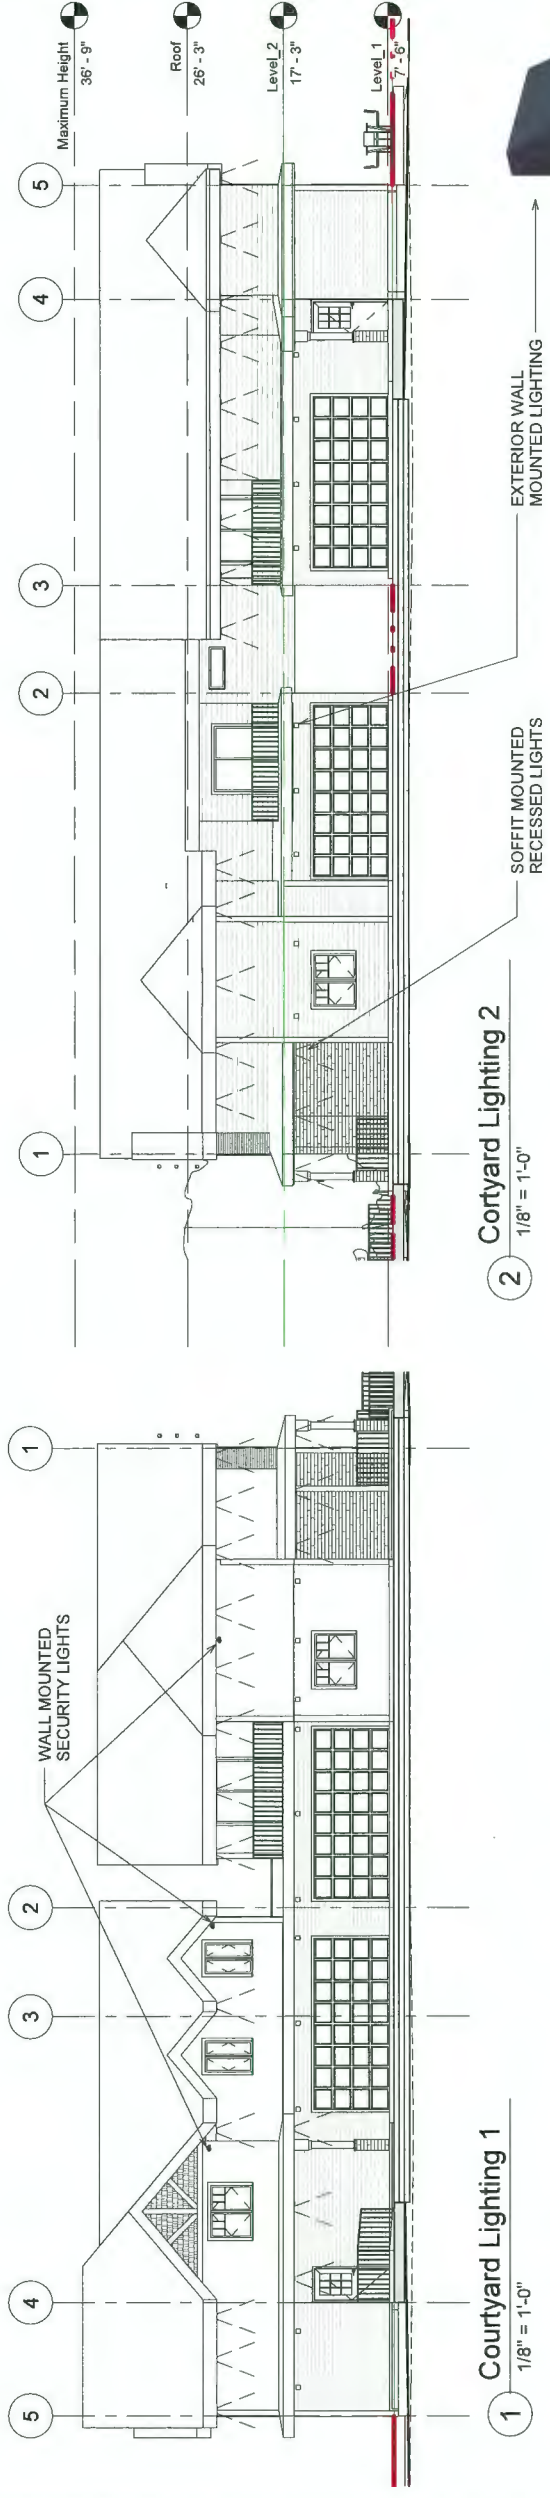 1
2
3
4
5
Maximum Height
36' - 9"
Roof
26' - 3"
Level_2
17' - 3"
Level_1
7' - 6"
EXTERIOR WALL
MOUNTED LIGHTING
SOFFIT MOUNTED
RECESSED LIGHTS
2
Cortyard Lighting 2
1/8" = 1'-0"
5
4
3
2
1
WALL MOUNTED
SECURITY LIGHTS
1
Courtyard Lighting 1
1/8" = 1'-0"